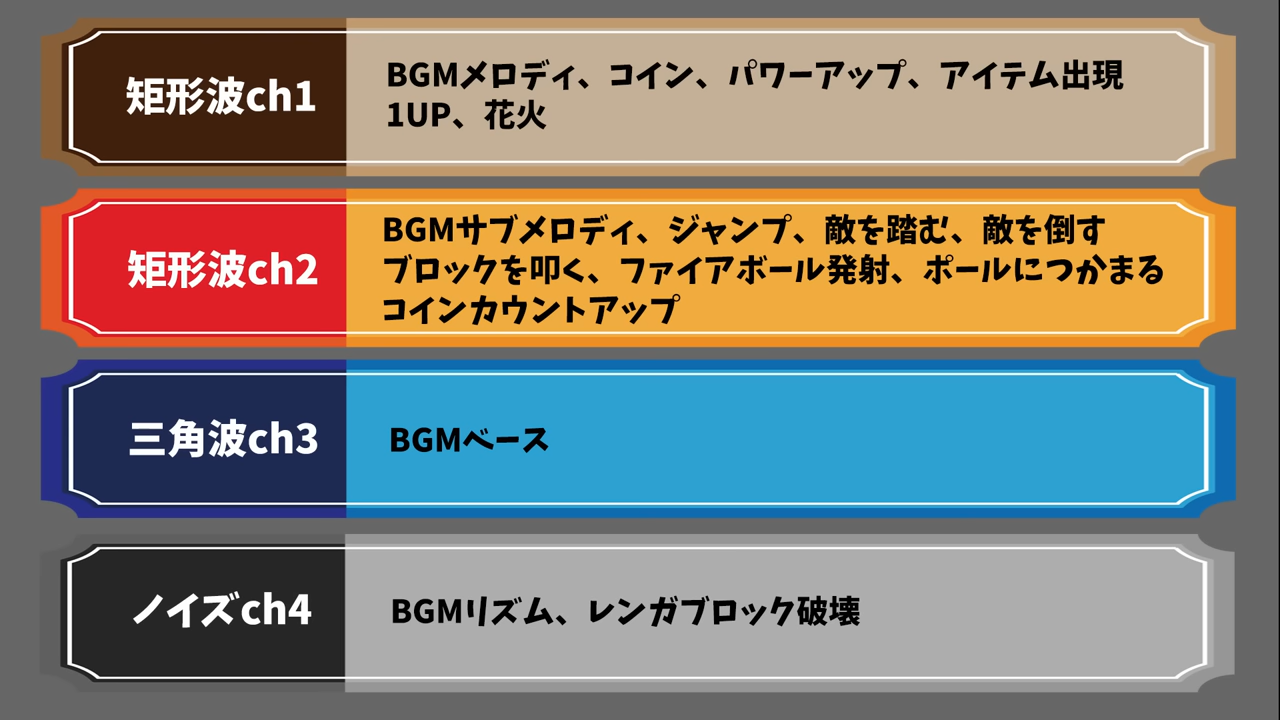 矩形波ch1
BGMメロディ、コイン、パワーアップ、アイテム出現
1UP、花火
矩形波ch2
BGMサブメロディ、ジャンプ、敵を踏む、敵を倒す
ブロックを叩く、ファイアボール発射、ポールにつかまる
コインカウントアップ
三角波ch3
BGMベース
ノイズch4
BGMリズム、レンガブロック破壊